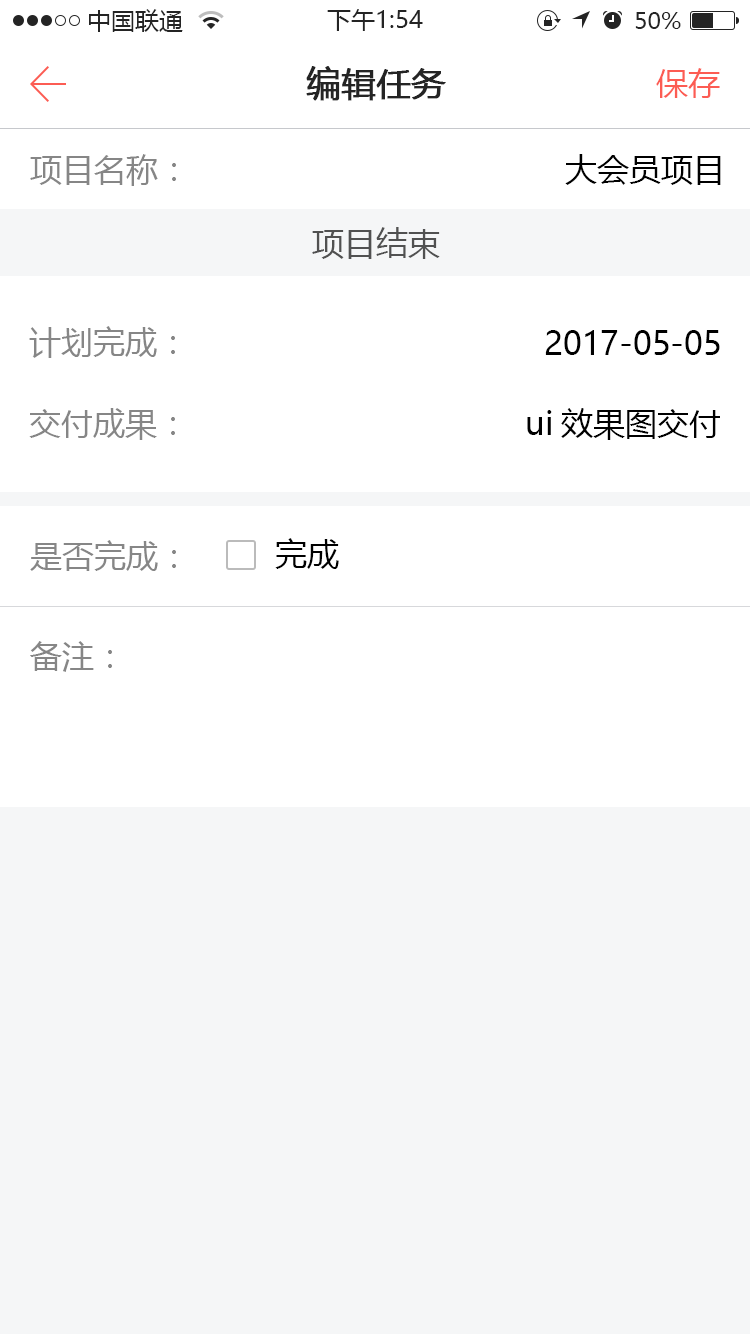 中国联通 下午1:54 50%
编辑任务 保存
项目名称： 大会员项目
项目结束
计划完成： 2017-05-05
交付成果： ui 效果图交付
是否完成： 完成
备注：